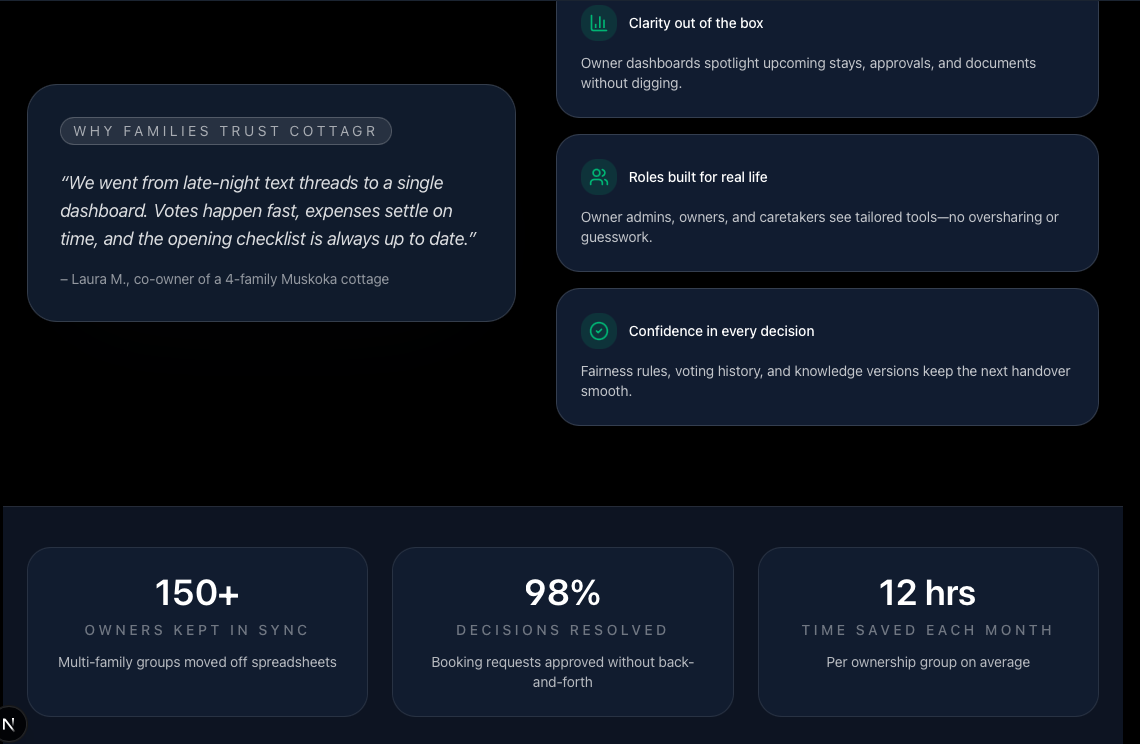 Clarity out of the box
Owner dashboards spotlight upcoming stays, approvals, and documents
without digging.
WHY FAMILIES TRUST COTTAGR
“We went from late-night text threads to a single
dashboard. Votes happen fast, expenses settle on
time, and the opening checklist is always up to date.”
– Laura M., co-owner of a 4-family Muskoka cottage
Roles built for real life
Owner admins, owners, and caretakers see tailored tools—no oversharing or
guesswork.
Confidence in every decision
Fairness rules, voting history, and knowledge versions keep the next handover
smooth.
150+
OWNERS KEPT IN SYNC
Multi-family groups moved off spreadsheets
98%
DECISIONS RESOLVED
Booking requests approved without back-
and-forth
12 hrs
TIME SAVED EACH MONTH
Per ownership group on average
N